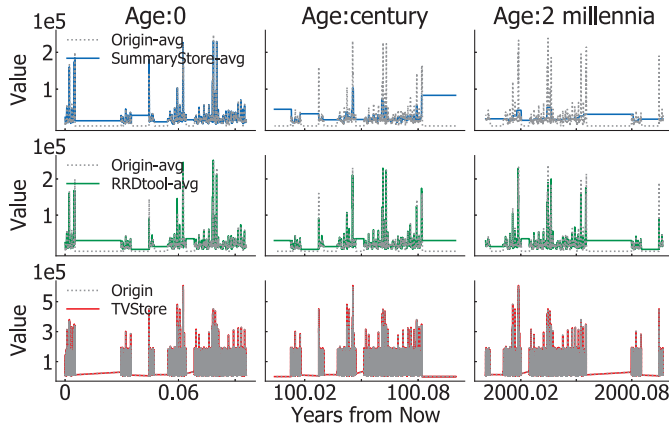 Age:0 Age:century Age:2 millennia
1e5
Origin-avg
SummaryStore-avg
Value
2
1
1e5
Origin-avg
RRDtool-avg
Value
2
1
1e5
Origin
TVStore
Value
5
3
1
0 0.06 100.02 100.08 2000.02 2000.08
Years from Now